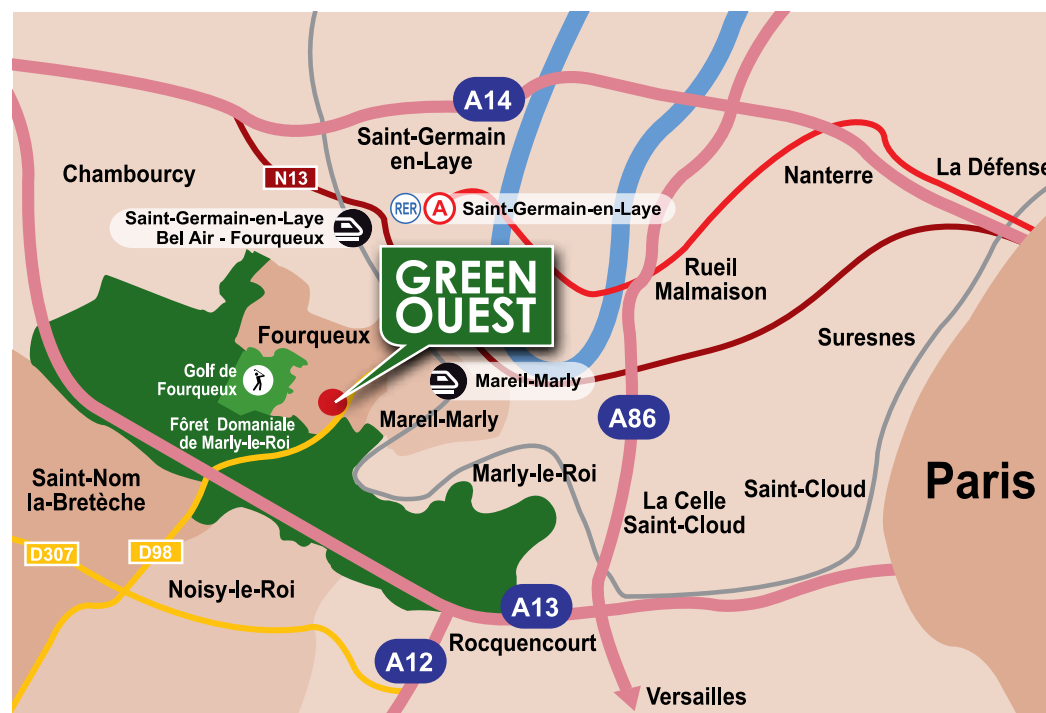 A14
Saint-Germain
en-Laye
Chambourcy
N13
Nanterre
La Défense
Saint-Germain-en-Laye
Bel Air - Fourqueux
RER A Saint-Germain-en-Laye
GREEN
OUEST
Rueil
Malmaison
Fourqueux
Suresnes
Golf de
Fourqueux
Mareil-Marly
Mareil-Marly
A86
Fôret Domaniale
de Marly-le-Roi
Saint-Nom
la-Bretèche
Marly-le-Roi
La Celle
Saint-Cloud
Saint-Cloud
Paris
D307
D98
Noisy-le-Roi
A13
Rocquencourt
A12
Versailles